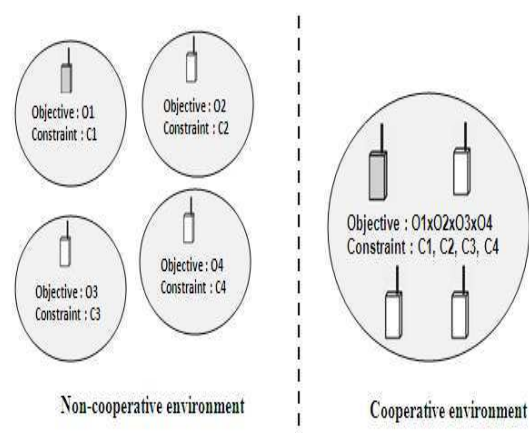 Objective : O1
Constraint : C1
Objective : O2
Constraint : C2
Objective : O3
Constraint : C3
Objective : O4
Constraint : C4
Non-cooperative environment
Objective : O1xO2xO3xO4
Constraint : C1, C2, C3, C4
Cooperative environment